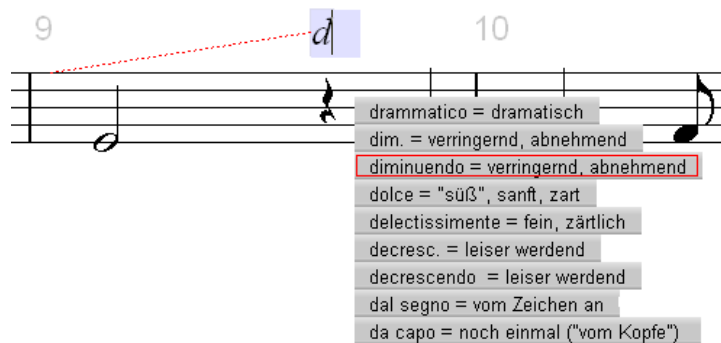 9
d
10
drammatico = dramatisch
dim. = verringernd, abnehmend
diminuendo = verringernd, abnehmend
dolce = "süß", sanft, zart
delectissimente = fein, zärtlich
decresc. = leiser werdend
decrescendo = leiser werdend
dal segno = vom Zeichen an
da capo = noch einmal ("vom Kopfe")